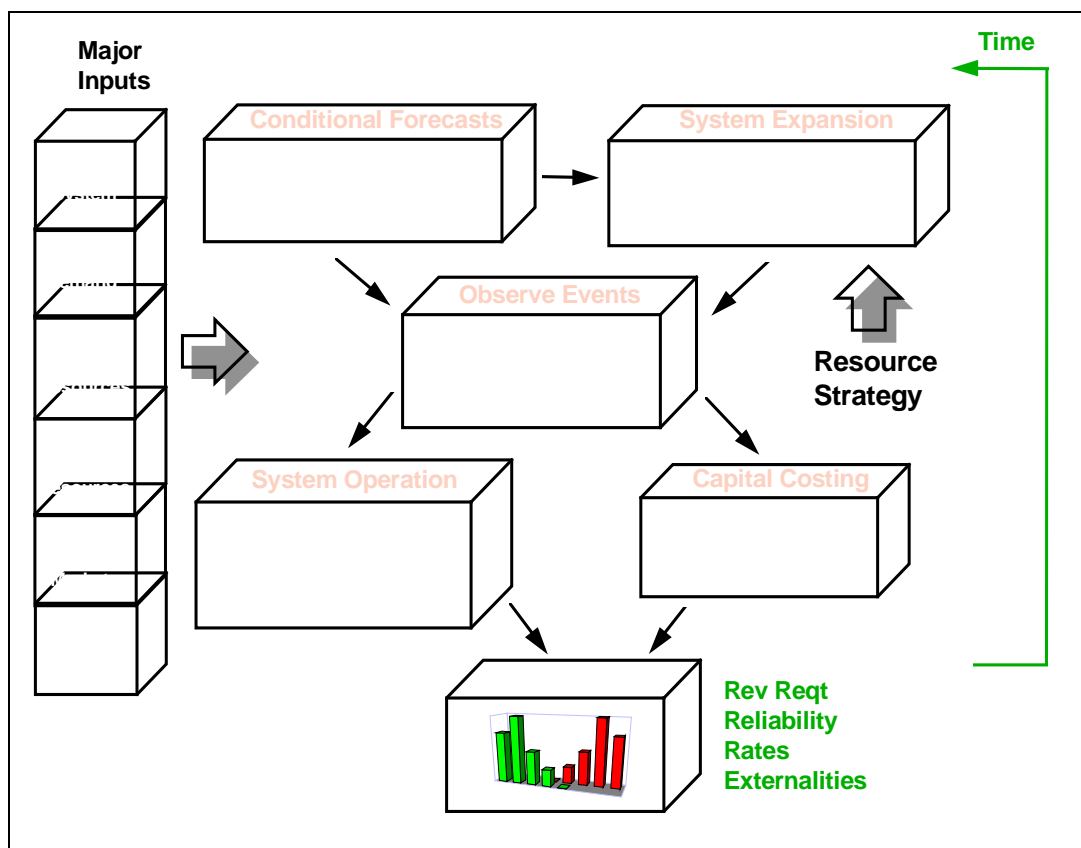 Major
Inputs
Time
Conditional Forecasts
System Expansion
Observe Events
Resource
Strategy
System Operation
Capital Costing
Rev Reqt
Reliability
Rates
Externalities